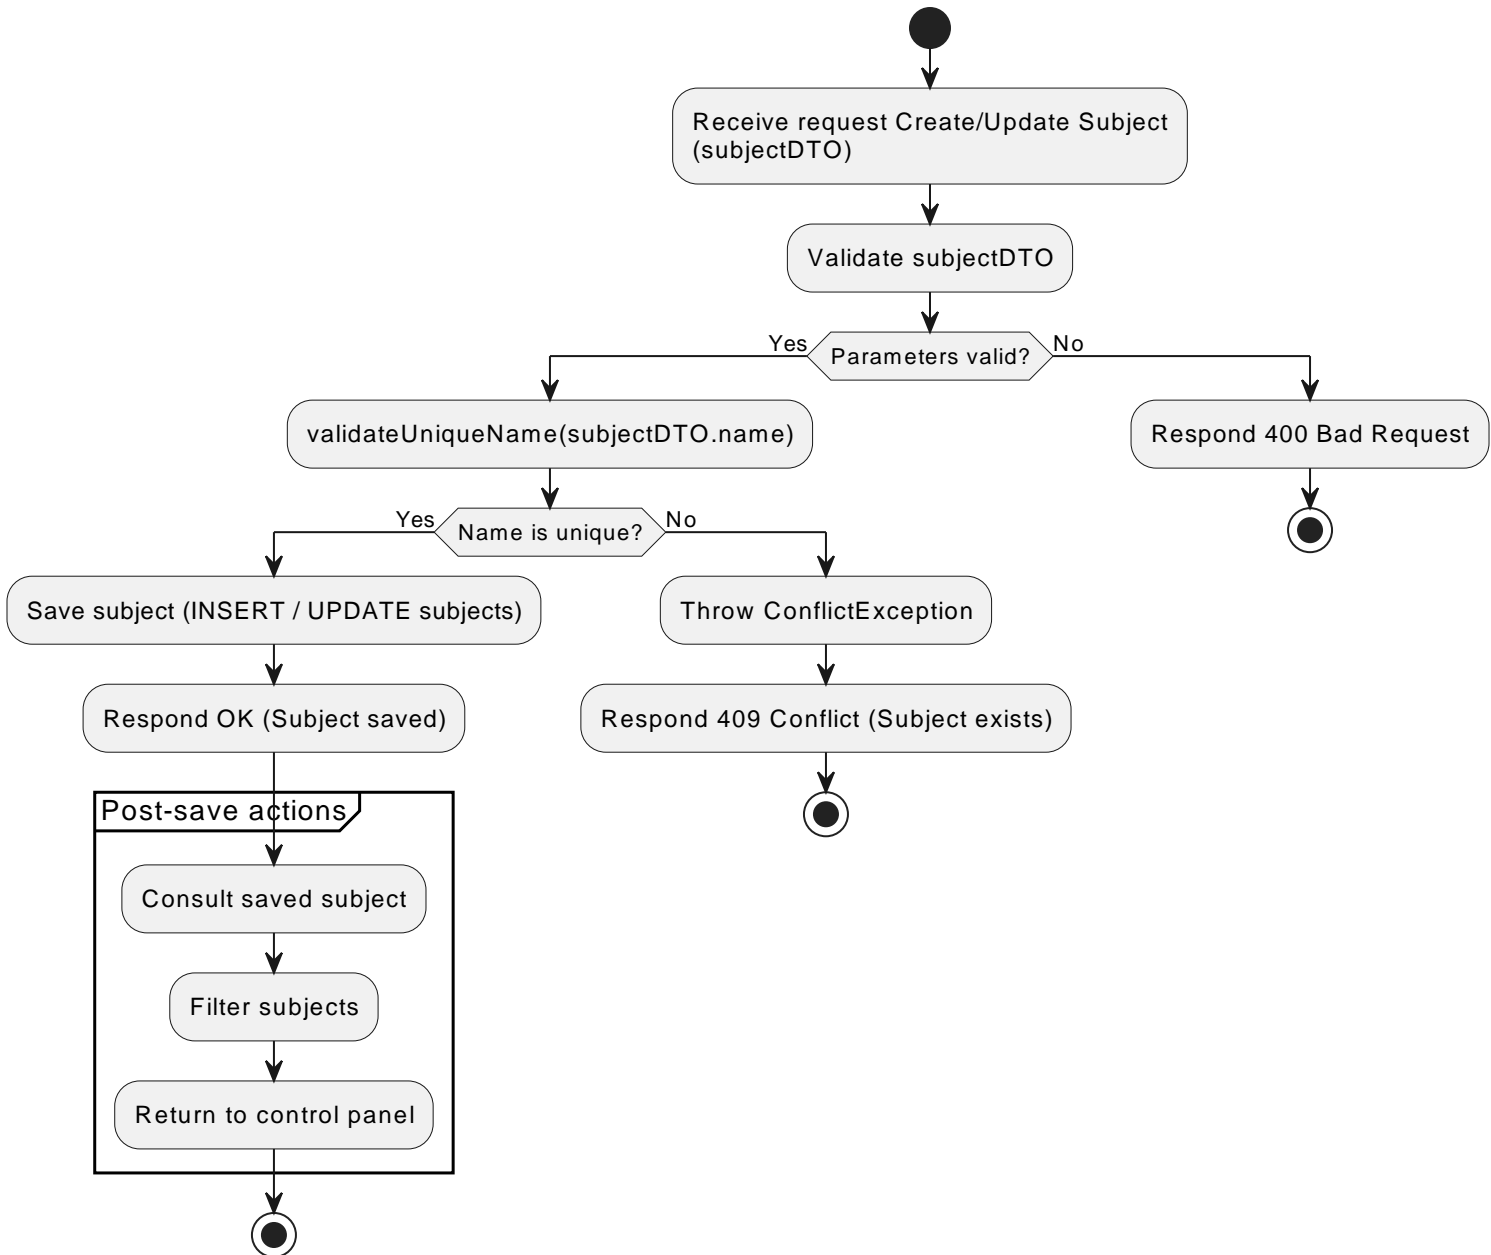 Receive request Create/Update Subject
(subjectDTO)
Validate subjectDTO
Yes
Parameters valid?
No
validateUniqueName(subjectDTO.name)
Respond 400 Bad Request
Yes
Name is unique?
No
Save subject (INSERT / UPDATE subjects)
Throw ConflictException
Respond OK (Subject saved)
Respond 409 Conflict (Subject exists)
Post-save actions
Consult saved subject
Filter subjects
Return to control panel